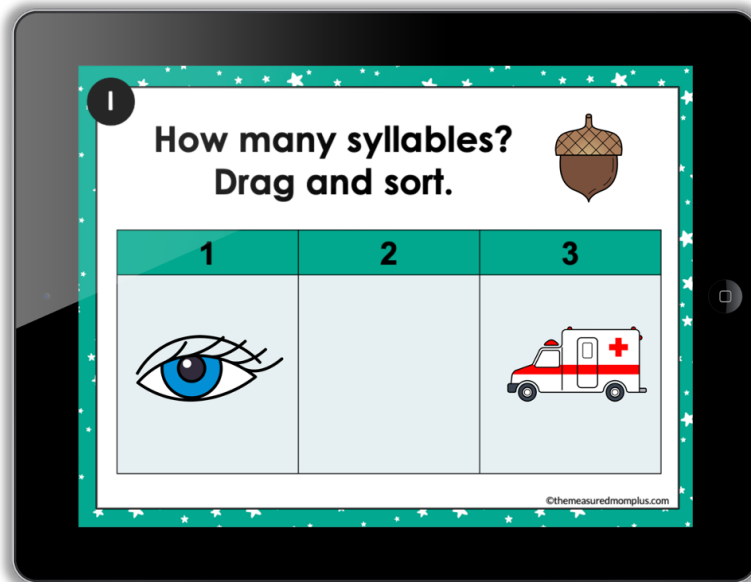 1
How many syllables?
Drag and sort.
1 2 3
©themeasuredmomplus.com